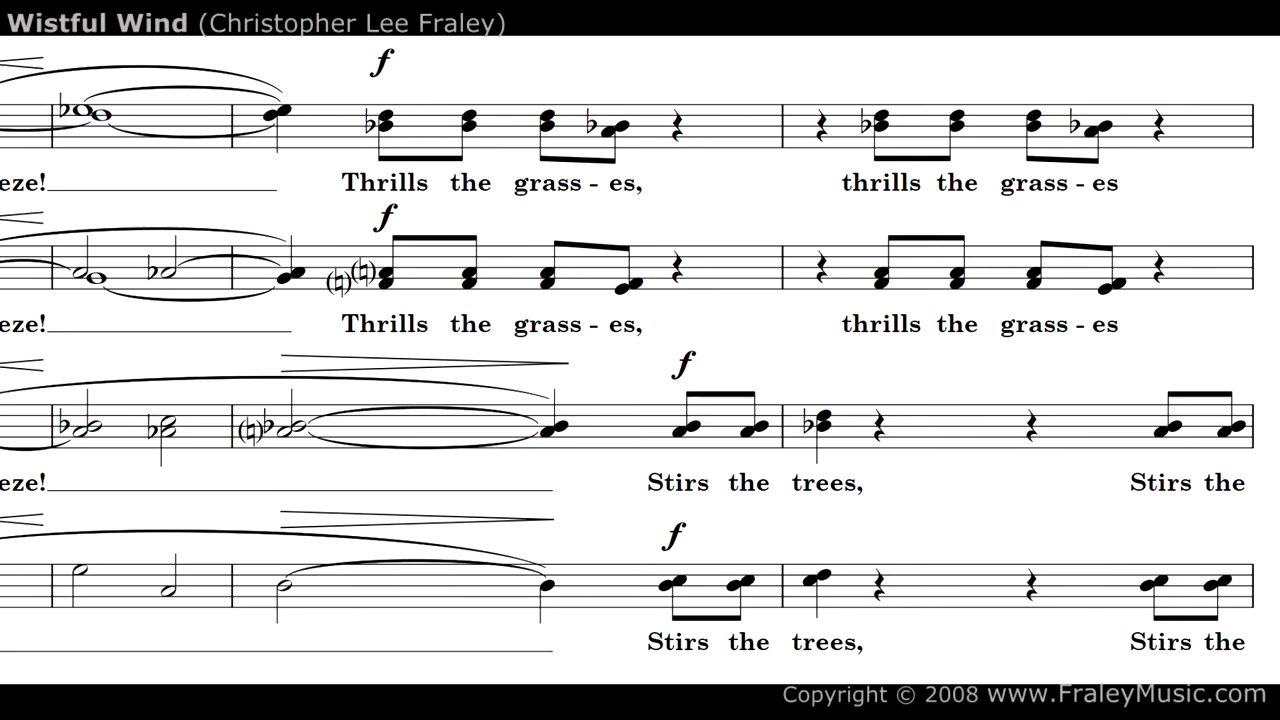 Wistful Wind (Christopher Lee Fraley)
f
eze! Thrills the grass - es, thrills the grass - es
f
eze! Thrills the grass - es, thrills the grass - es
f
eze! Stirs the trees, Stirs the
f
Stirs the trees, Stirs the
Copyright © 2008 www.FraleyMusic.com